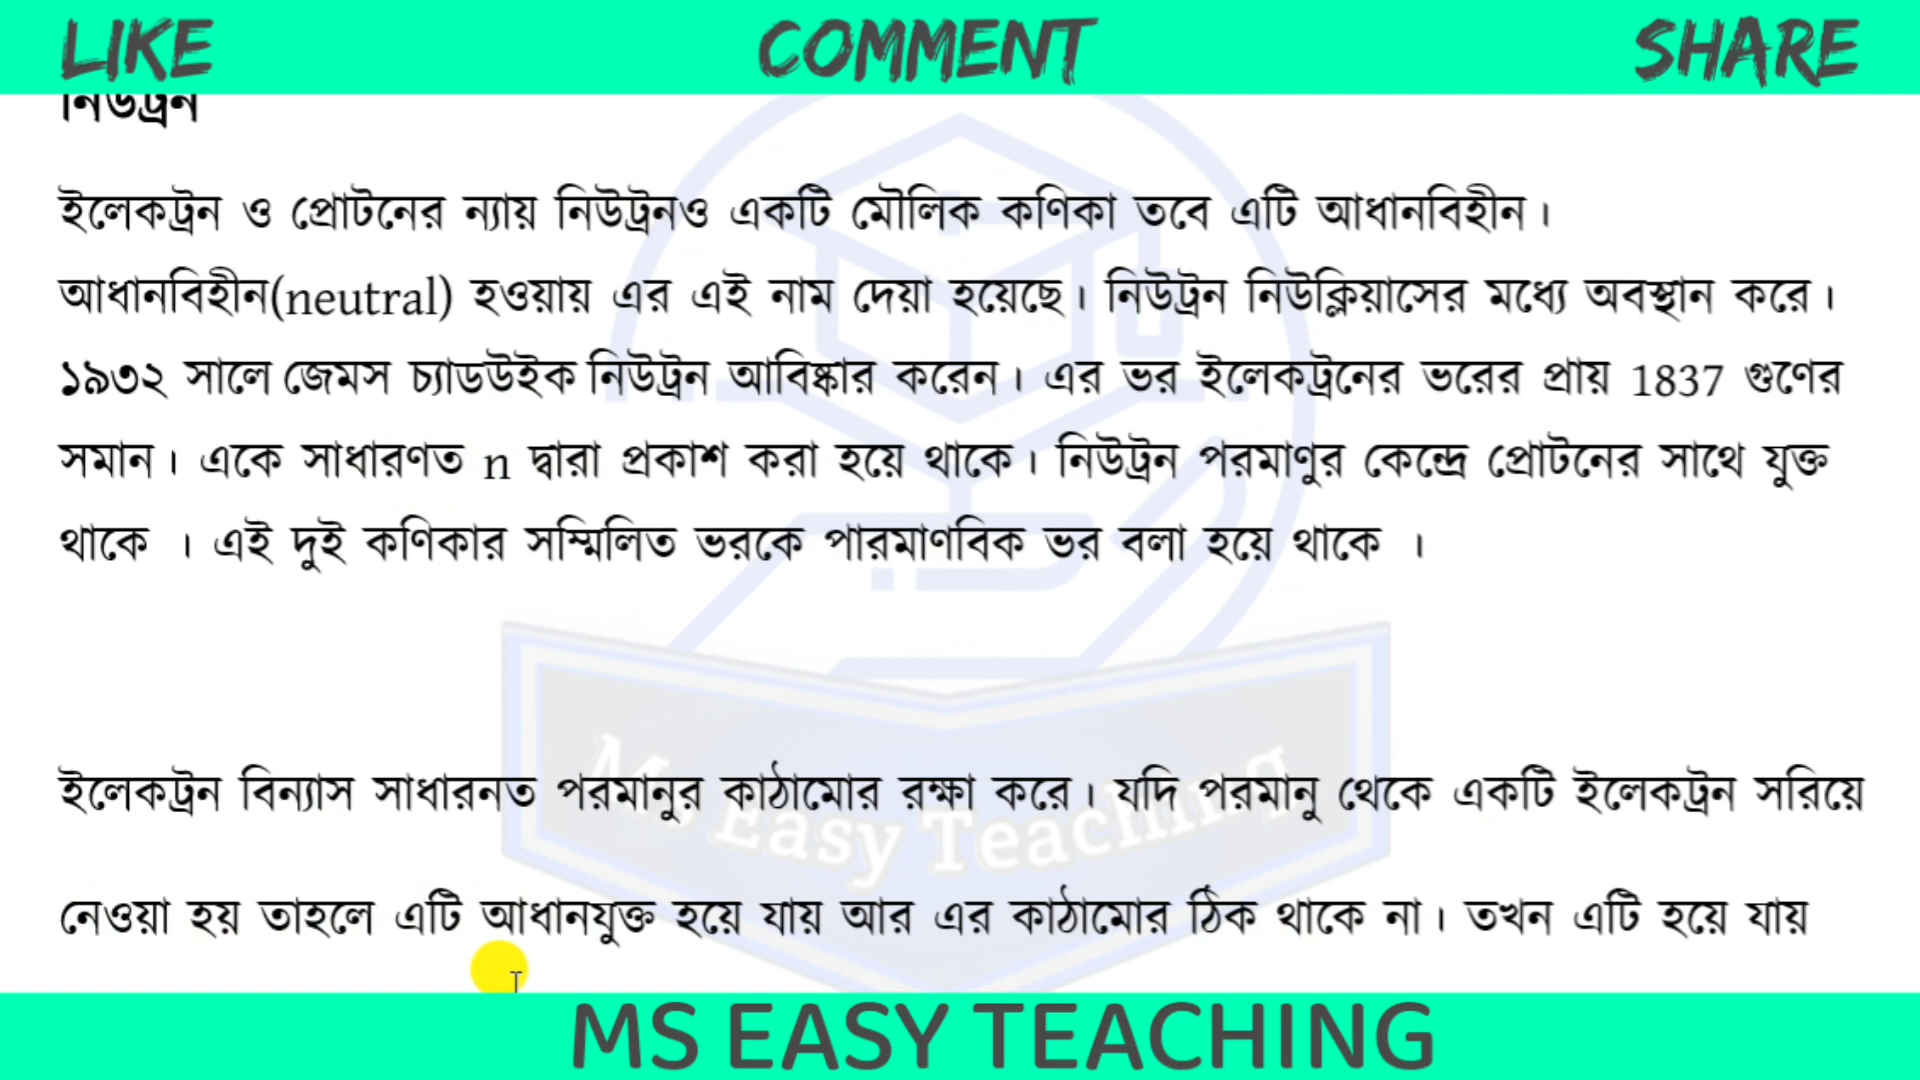 LIKE COMMENT SHARE
নিউট্রন
ইলেকট্রন ও প্রোটনের ন্যায় নিউট্রনও একটি মৌলিক কণিকা তবে এটি আধানবিহীন।
আধানবিহীন(neutral) হওয়ায় এর এই নাম দেয়া হয়েছে। নিউট্রন নিউক্লিয়াসের মধ্যে অবস্থান করে।
১৯৩২ সালে জেমস চ্যাডউইক নিউট্রন আবিষ্কার করেন। এর ভর ইলেকট্রনের ভরের প্রায় 1837 গুণের
সমান। একে সাধারণত n দ্বারা প্রকাশ করা হয়ে থাকে। নিউট্রন পরমাণুর কেন্দ্রে প্রোটনের সাথে যুক্ত
থাকে । এই দুই কণিকার সম্মিলিত ভরকে পারমাণবিক ভর বলা হয়ে থাকে ।
Ms Easy Teaching
ইলেকট্রন বিন্যাস সাধারনত পরমানুর কাঠামোর রক্ষা করে। যদি পরমানু থেকে একটি ইলেকট্রন সরিয়ে
নেওয়া হয় তাহলে এটি আধানযুক্ত হয়ে যায় আর এর কাঠামোর ঠিক থাকে না। তখন এটি হয়ে যায়
MS EASY TEACHING